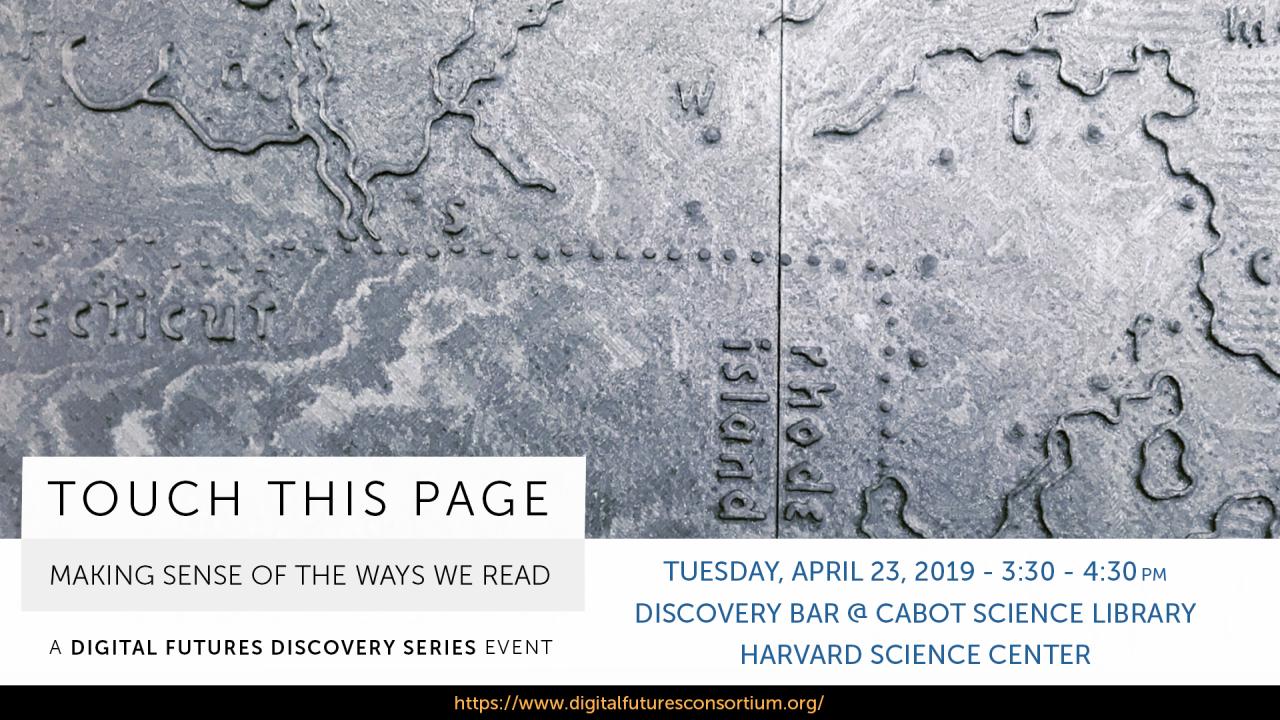 n
w
i
s
necticut
c
r
rhode
island
TOUCH THIS PAGE
MAKING SENSE OF THE WAYS WE READ
A DIGITAL FUTURES DISCOVERY SERIES EVENT
TUESDAY, APRIL 23, 2019 - 3:30 - 4:30 PM
DISCOVERY BAR @ CABOT SCIENCE LIBRARY
HARVARD SCIENCE CENTER
https://www.digitalfuturesconsortium.org/